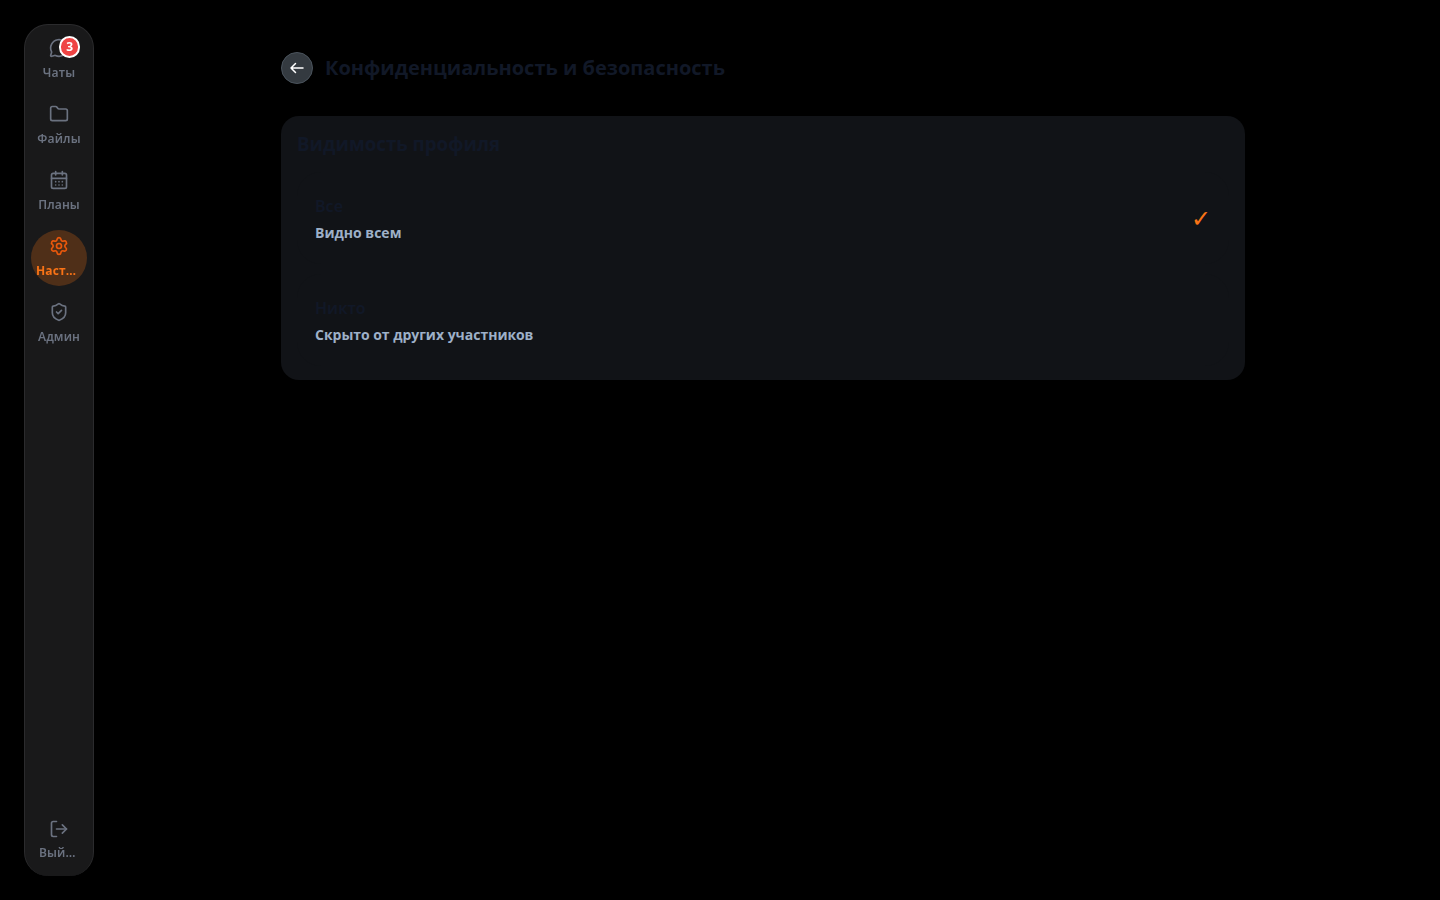 3
Чаты
Файлы
Планы
Наст...
Админ
Вый...
Конфиденциальность и безопасность
Видимость профиля
Все
Видно всем
✓
Никто
Скрыто от других участников